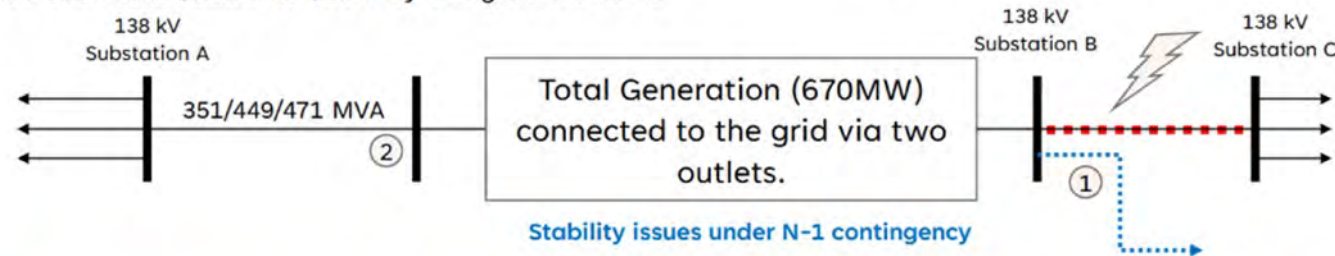 138 kV
Substation A
138 kV
Substation B
138 kV
Substation C
351/449/471 MVA
Total Generation (670MW)
connected to the grid via two
outlets.
2
1
Stability issues under N-1 contingency